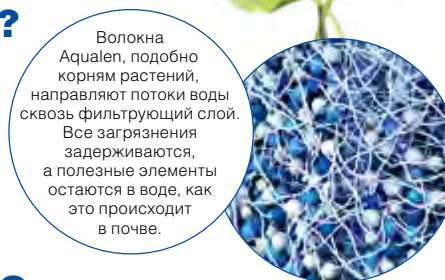 ?
Волокна
Aqualen, подобно
корням растений,
направляют потоки воды
сквозь фильтрующий слой.
Все загрязнения
задерживаются,
а полезные элементы
остаются в воде, как
это происходит
в почве.